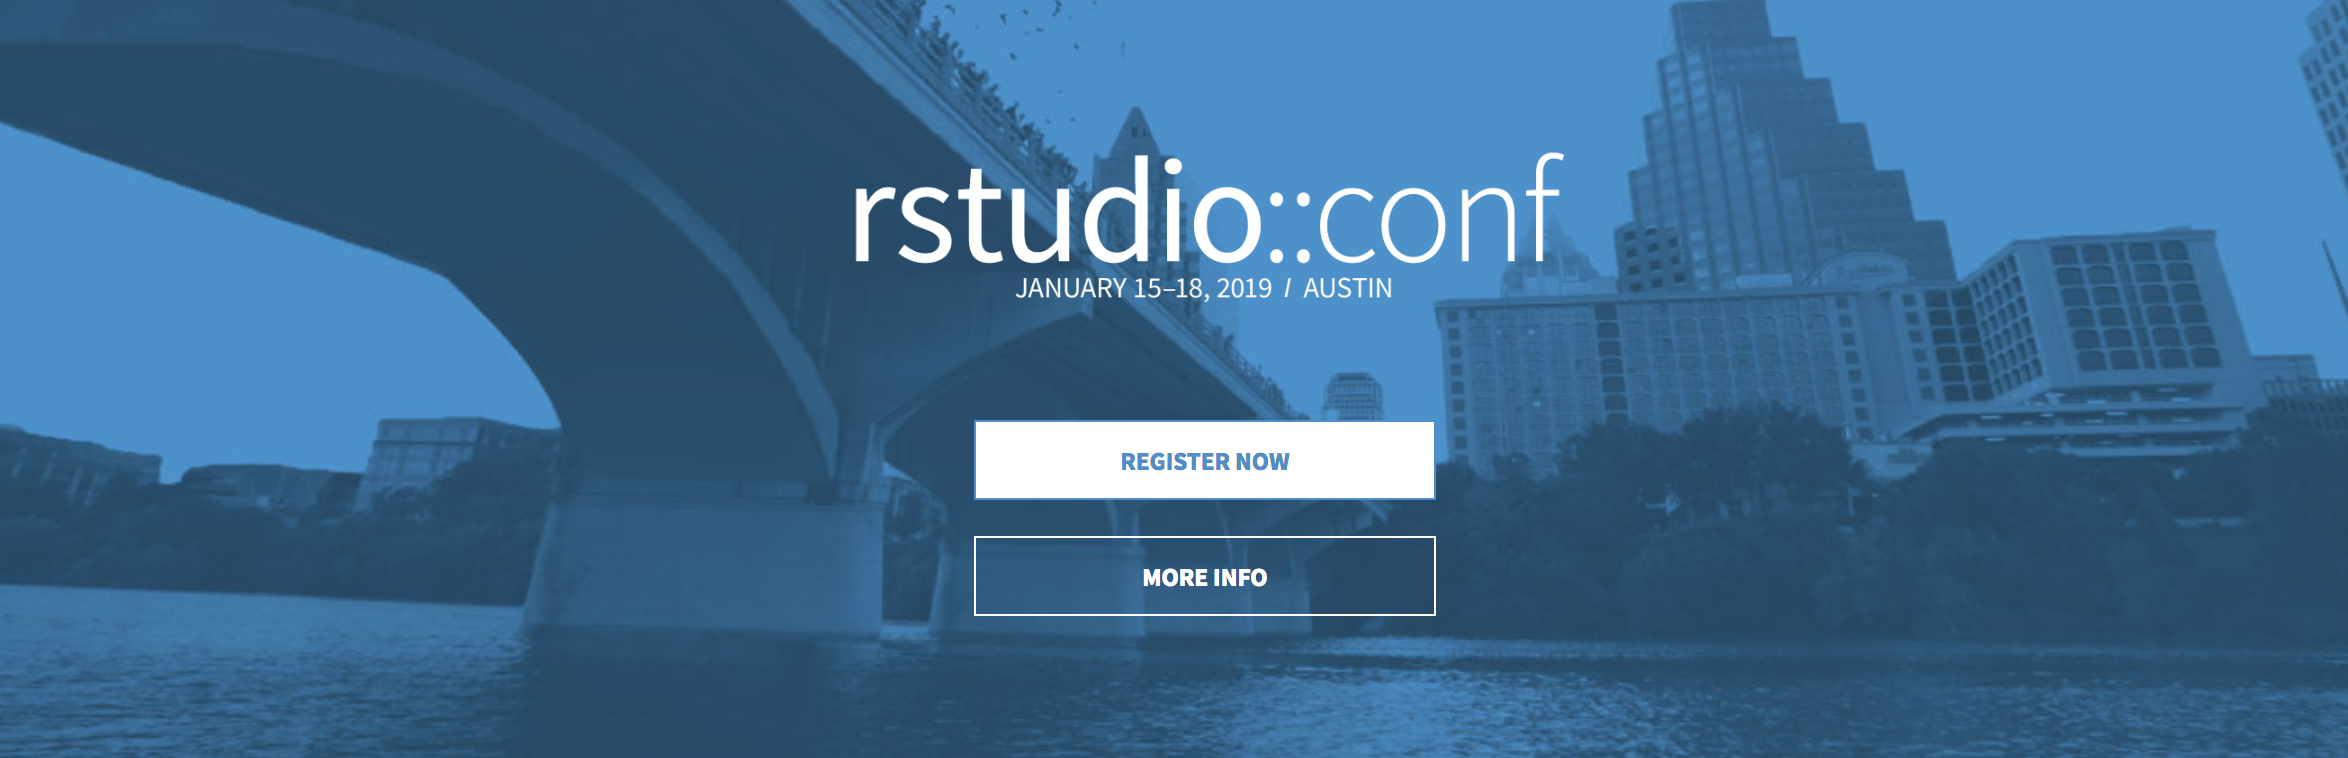 rstudio::conf
JANUARY 15–18, 2019 / AUSTIN
REGISTER NOW
MORE INFO